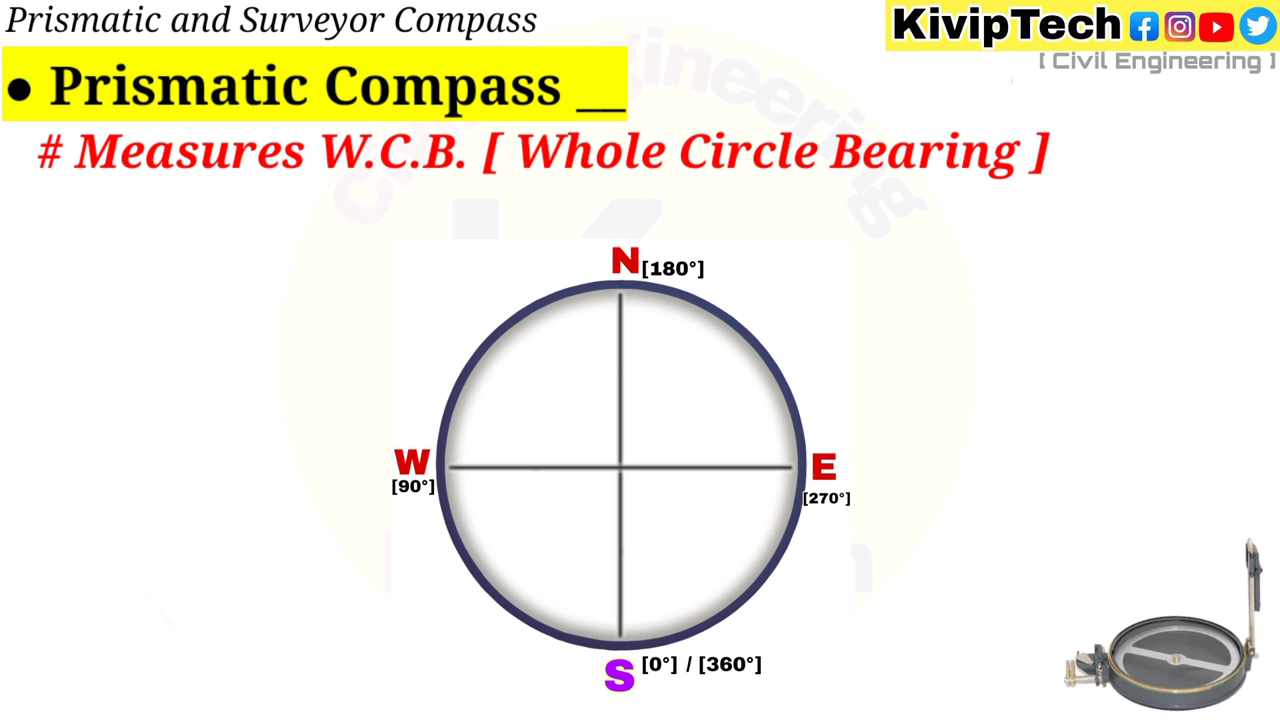 Prismatic and Surveyor Compass
KivipTech
[ Civil Engineering ]
• Prismatic Compass __
# Measures W.C.B. [ Whole Circle Bearing ]
N [180°]
W
[90°]
E
[270°]
S [0°] / [360°]